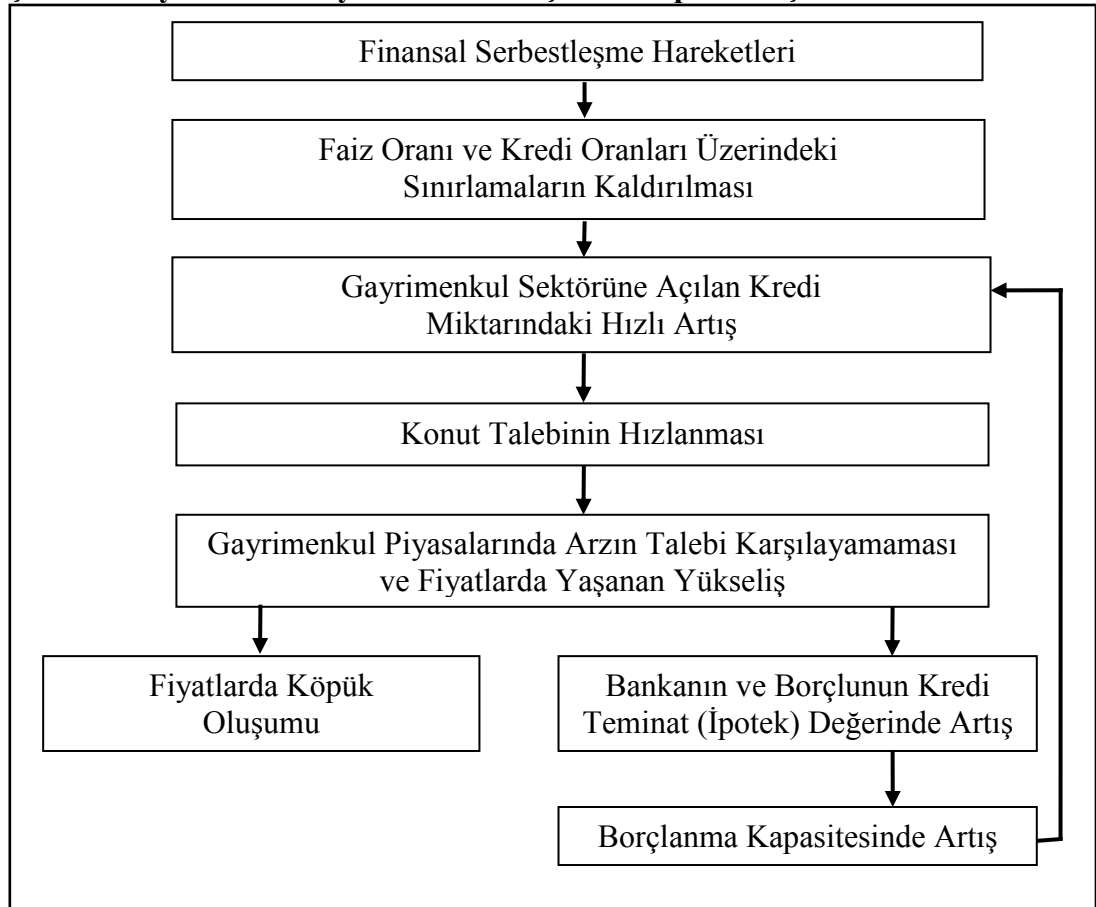 Finansal Serbestleşme Hareketleri
Faiz Oranı ve Kredi Oranları Üzerindeki
Sınırlamaların Kaldırılması
Gayrimenkul Sektörüne Açılan Kredi
Miktarındaki Hızlı Artış
Konut Talebinin Hızlanması
Gayrimenkul Piyasalarında Arzın Talebi Karşılayamaması
ve Fiyatlarda Yaşanan Yükseliş
Fiyatlarda Köpük
Oluşumu
Bankanın ve Borçlunun Kredi
Teminat (İpotek) Değerinde Artış
Borçlanma Kapasitesinde Artış